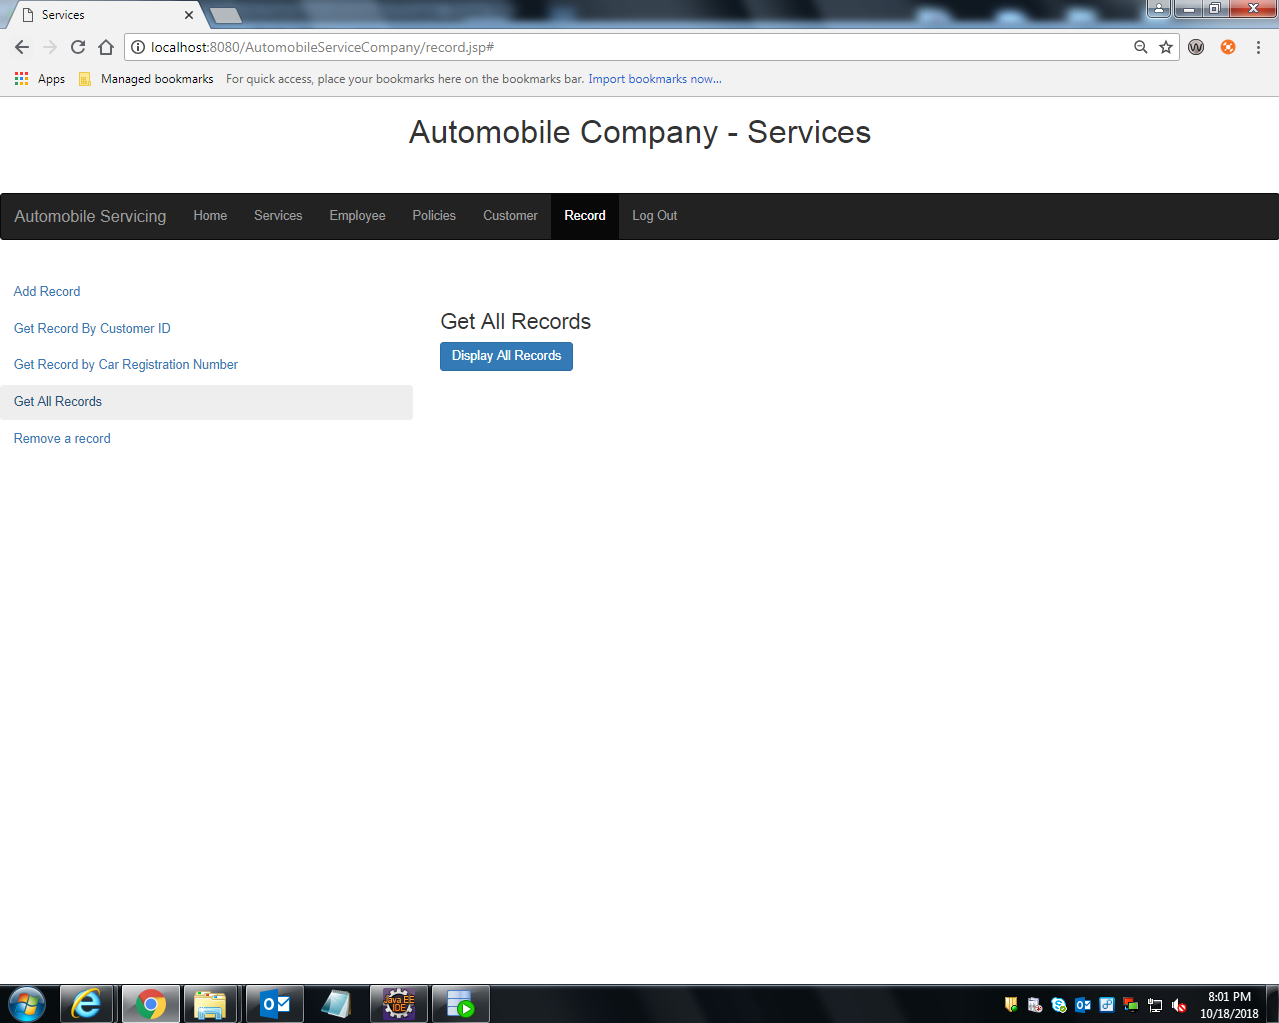 Services
localhost:8080/AutomobileServiceCompany/record.jsp#
Apps Managed bookmarks For quick access, place your bookmarks here on the bookmarks bar. Import bookmarks now...
Automobile Company - Services
Automobile Servicing Home Services Employee Policies Customer Record Log Out
Add Record
Get Record By Customer ID
Get Record by Car Registration Number
Get All Records
Remove a record
Get All Records
Display All Records
Java EE
IDE
8:01 PM
10/18/2018